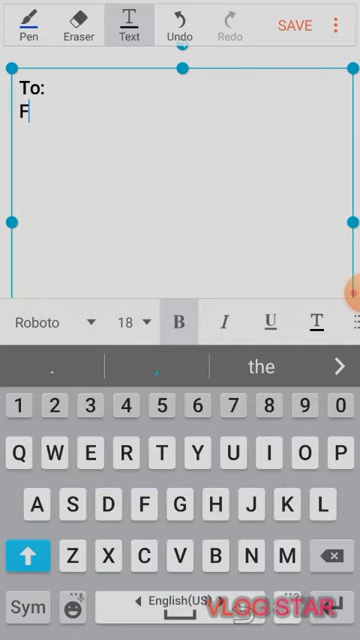 Pen Eraser Text Undo Redo SAVE
To:
F
Roboto 18 B I U T
. , the
1 2 3 4 5 6 7 8 9 0
Q W E R T Y U I O P
A S D F G H J K L
Z X C V B N M
Sym English(US) VLOG STAR